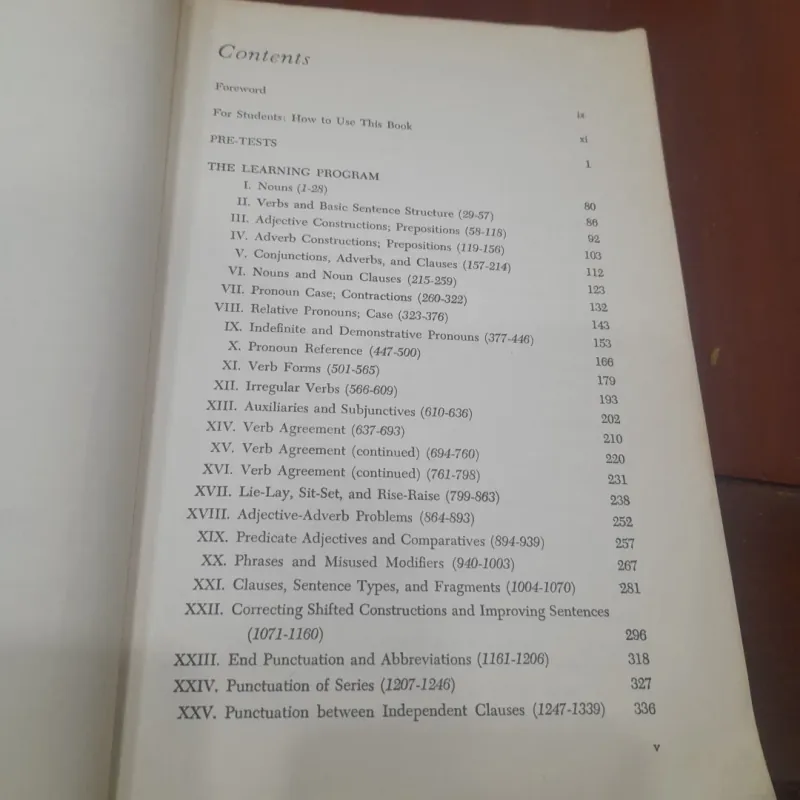 Contents
Foreword ix
For Students: How to Use This Book xi
PRE-TESTS 1
THE LEARNING PROGRAM
I. Nouns (1-28) 80
II. Verbs and Basic Sentence Structure (29-57) 86
III. Adjective Constructions; Prepositions (58-118) 92
IV. Adverb Constructions; Prepositions (119-156) 103
V. Conjunctions, Adverbs, and Clauses (157-214) 112
VI. Nouns and Noun Clauses (215-259) 123
VII. Pronoun Case; Contractions (260-322) 132
VIII. Relative Pronouns; Case (323-376) 143
IX. Indefinite and Demonstrative Pronouns (377-446) 153
X. Pronoun Reference (447-500) 166
XI. Verb Forms (501-565) 179
XII. Irregular Verbs (566-609) 193
XIII. Auxiliaries and Subjunctives (610-636) 202
XIV. Verb Agreement (637-693) 210
XV. Verb Agreement (continued) (694-760) 220
XVI. Verb Agreement (continued) (761-798) 231
XVII. Lie-Lay, Sit-Set, and Rise-Raise (799-863) 238
XVIII. Adjective-Adverb Problems (864-893) 252
XIX. Predicate Adjectives and Comparatives (894-939) 257
XX. Phrases and Misused Modifiers (940-1003) 267
XXI. Clauses, Sentence Types, and Fragments (1004-1070) 281
XXII. Correcting Shifted Constructions and Improving Sentences
(1071-1160) 296
XXIII. End Punctuation and Abbreviations (1161-1206) 318
XXIV. Punctuation of Series (1207-1246) 327
XXV. Punctuation between Independent Clauses (1247-1339) 336
v